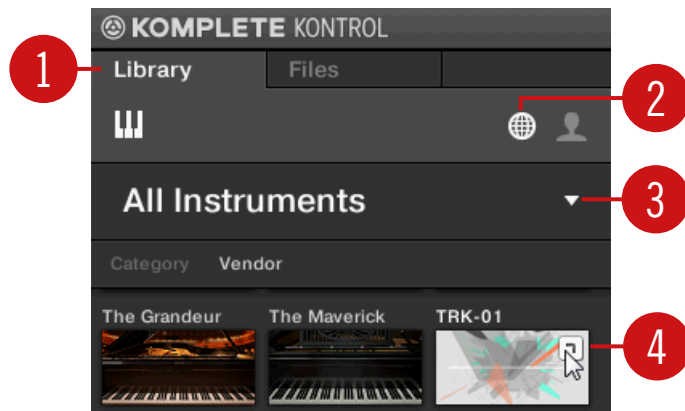 KOMPLETE KONTROL
1
Library Files
2
All Instruments
3
Category Vendor
The Grandeur The Maverick TRK-01
4